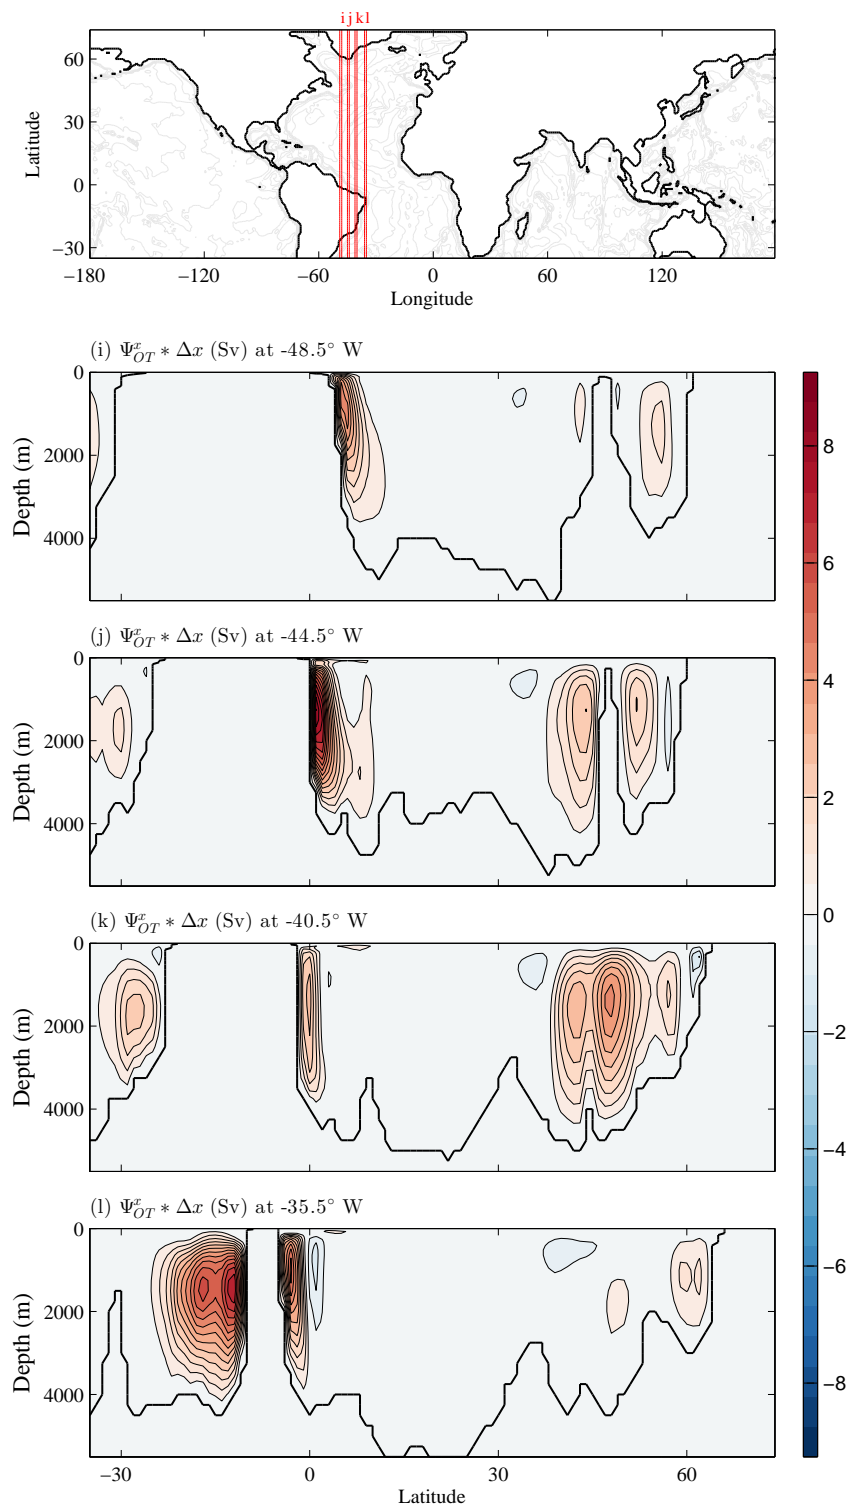 i j k l
60
30
0
−30
Latitude
−180 −120 −60 0 60 120
Longitude
(i) Ψ^x_OT ∗ Δx (Sv) at -48.5° W
0
2000
4000
Depth (m)
(j) Ψ^x_OT ∗ Δx (Sv) at -44.5° W
0
2000
4000
Depth (m)
(k) Ψ^x_OT ∗ Δx (Sv) at -40.5° W
0
2000
4000
Depth (m)
(l) Ψ^x_OT ∗ Δx (Sv) at -35.5° W
0
2000
4000
Depth (m)
−30 0 30 60
Latitude
8
6
4
2
0
−2
−4
−6
−8